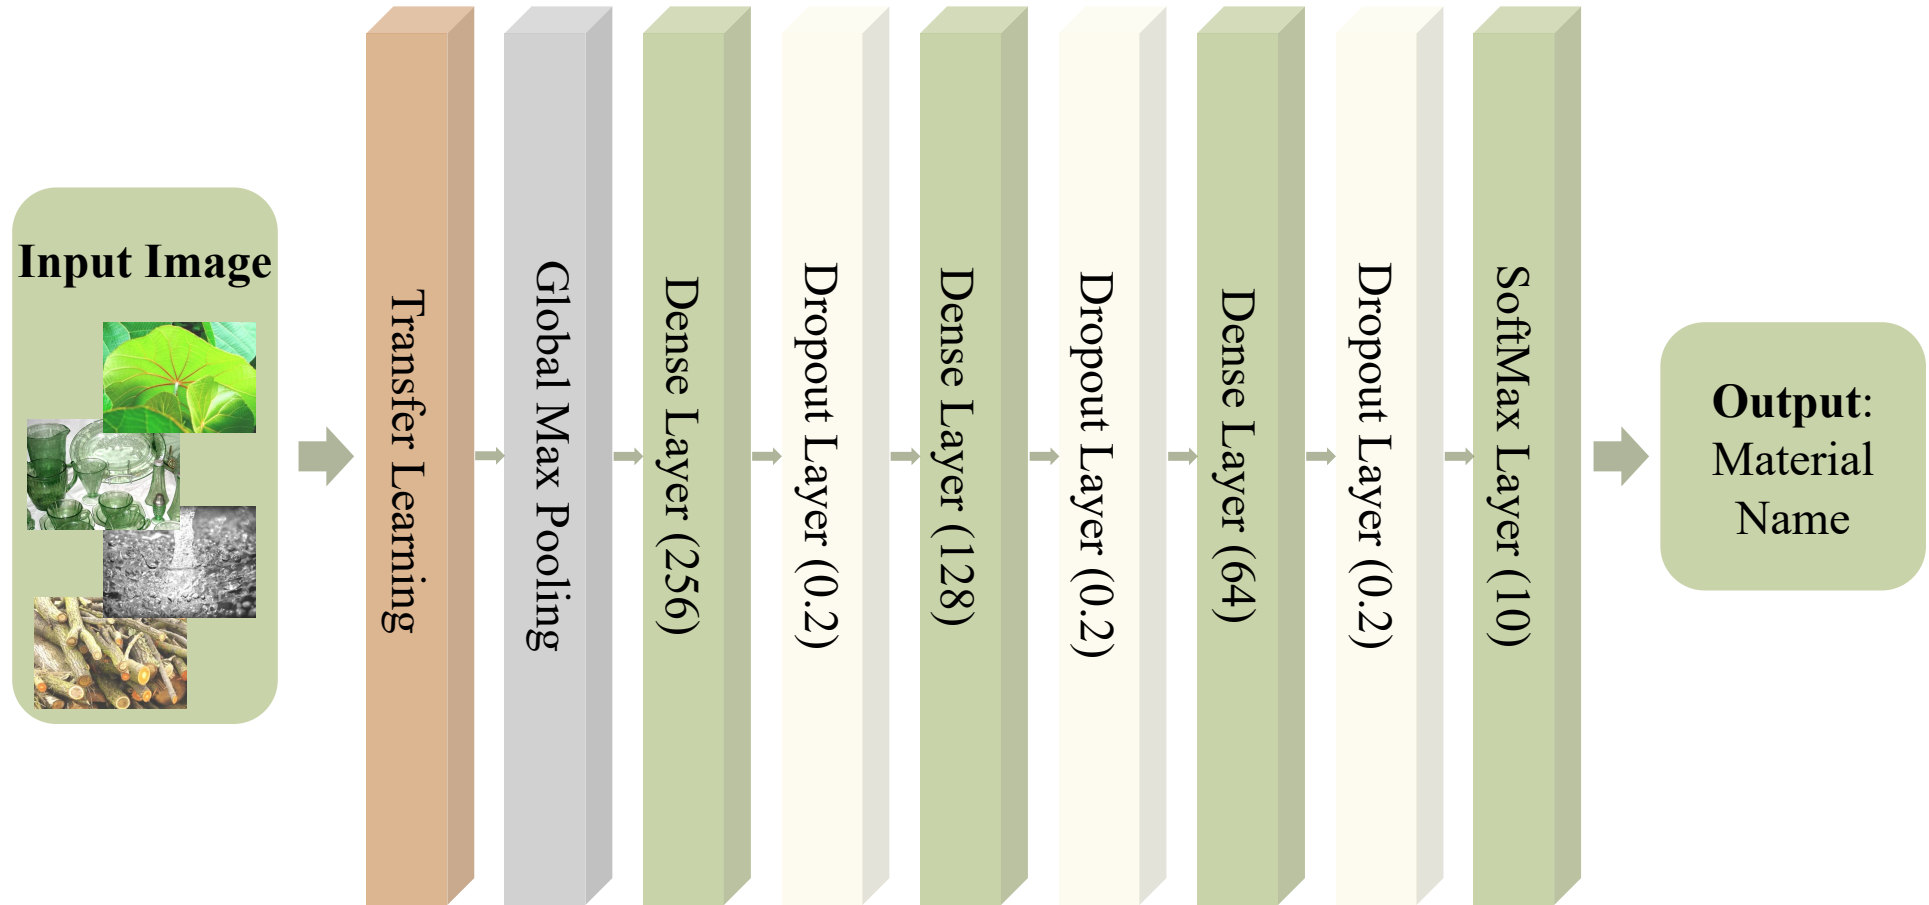 Input Image
Transfer Learning
Global Max Pooling
Dense Layer (256)
Dropout Layer (0.2)
Dense Layer (128)
Dropout Layer (0.2)
Dense Layer (64)
Dropout Layer (0.2)
SoftMax Layer (10)
Output:
Material
Name